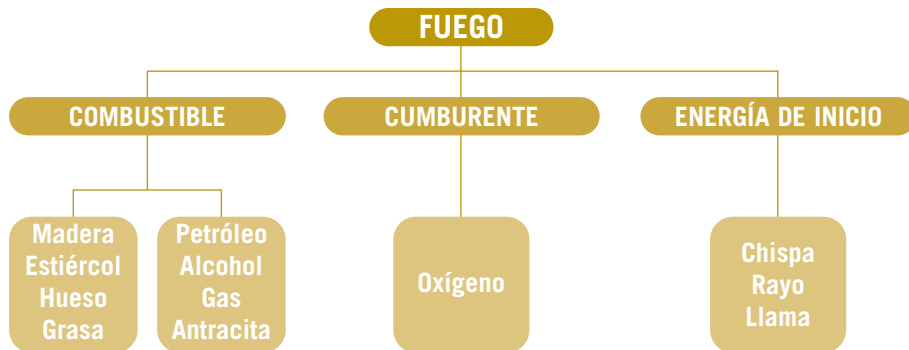 FUEGO
COMBUSTIBLE
CUMBURENTE
ENERGÍA DE INICIO
Madera
Estiércol
Hueso
Grasa
Petróleo
Alcohol
Gas
Antracita
Oxígeno
Chispa
Rayo
Llama